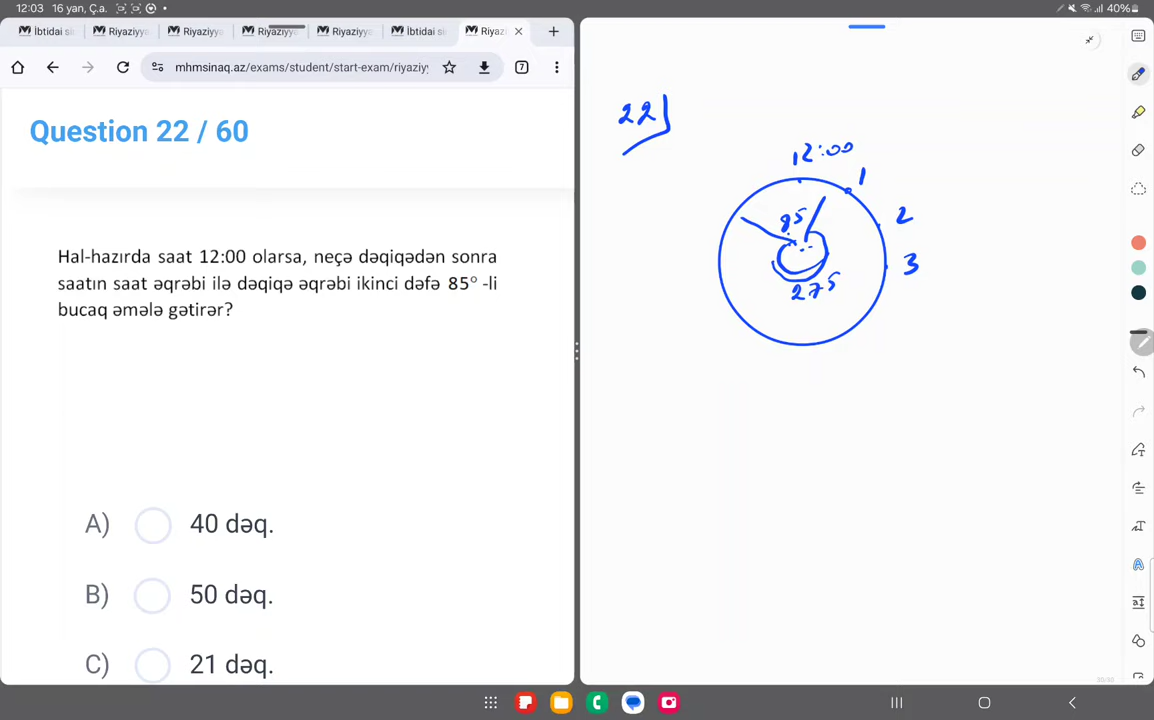 12:03 16 yan, Ç.a.
40%
İbtidai si
Riyaziyya
Riyaziyy
Riyaziyya
Riyaziyy
İbtidai si
Riyaz
mhmsinaq.az/exams/student/start-exam/riyaziy
7
Question 22 / 60
Hal-hazırda saat 12:00 olarsa, neçə dəqiqədən sonra
saatın saat əqrəbi ilə dəqiqə əqrəbi ikinci dəfə 85° -li
bucaq əmələ gətirər?
A) 40 dəq.
B) 50 dəq.
C) 21 dəq.
22)
12:00
1
2
3
85
275